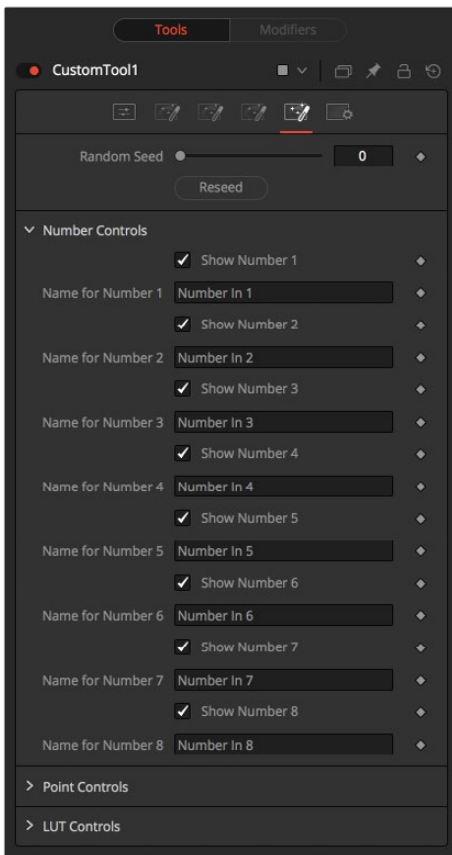 Tools Modifiers
CustomTool1
Random Seed 0
Reseed
Number Controls
Show Number 1
Name for Number 1 Number In 1
Show Number 2
Name for Number 2 Number In 2
Show Number 3
Name for Number 3 Number In 3
Show Number 4
Name for Number 4 Number In 4
Show Number 5
Name for Number 5 Number In 5
Show Number 6
Name for Number 6 Number In 6
Show Number 7
Name for Number 7 Number In 7
Show Number 8
Name for Number 8 Number In 8
Point Controls
LUT Controls